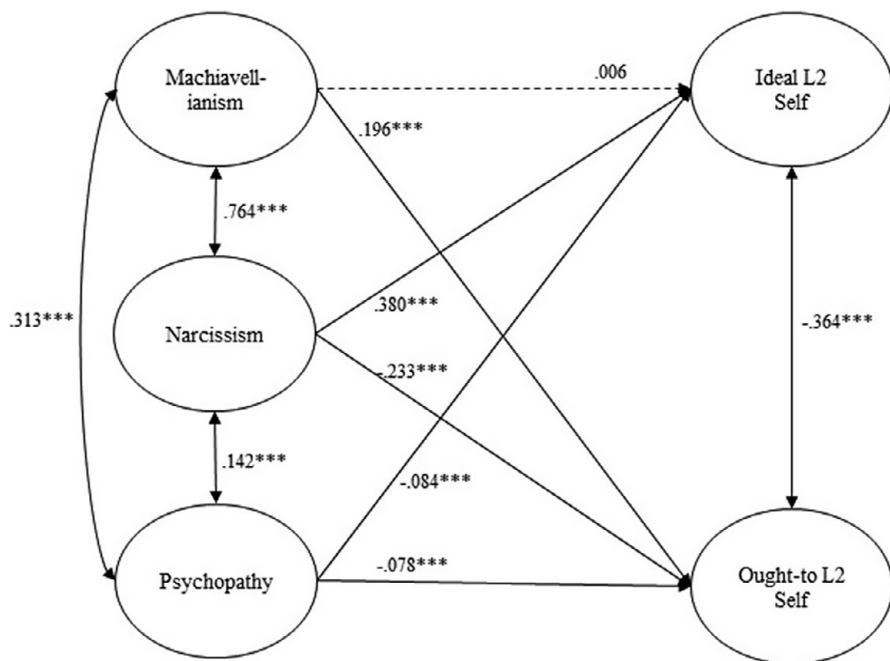 Machiavell-
ianism
.006
Ideal L2
Self
.196***
.764***
.313***
Narcissism
.380***
-.364***
-.233***
.142***
-.084***
Psychopathy
-.078***
Ought-to L2
Self